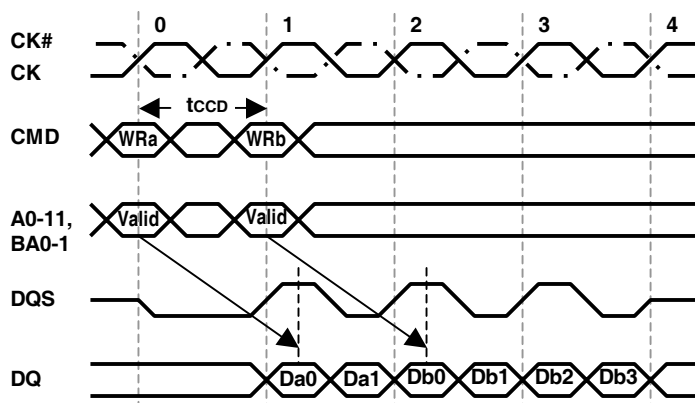 0 1 2 3 4
CK#
CK
tCCD
CMD WRa WRb
A0-11, Valid Valid
BA0-1
DQS
DQ Da0 Da1 Db0 Db1 Db2 Db3